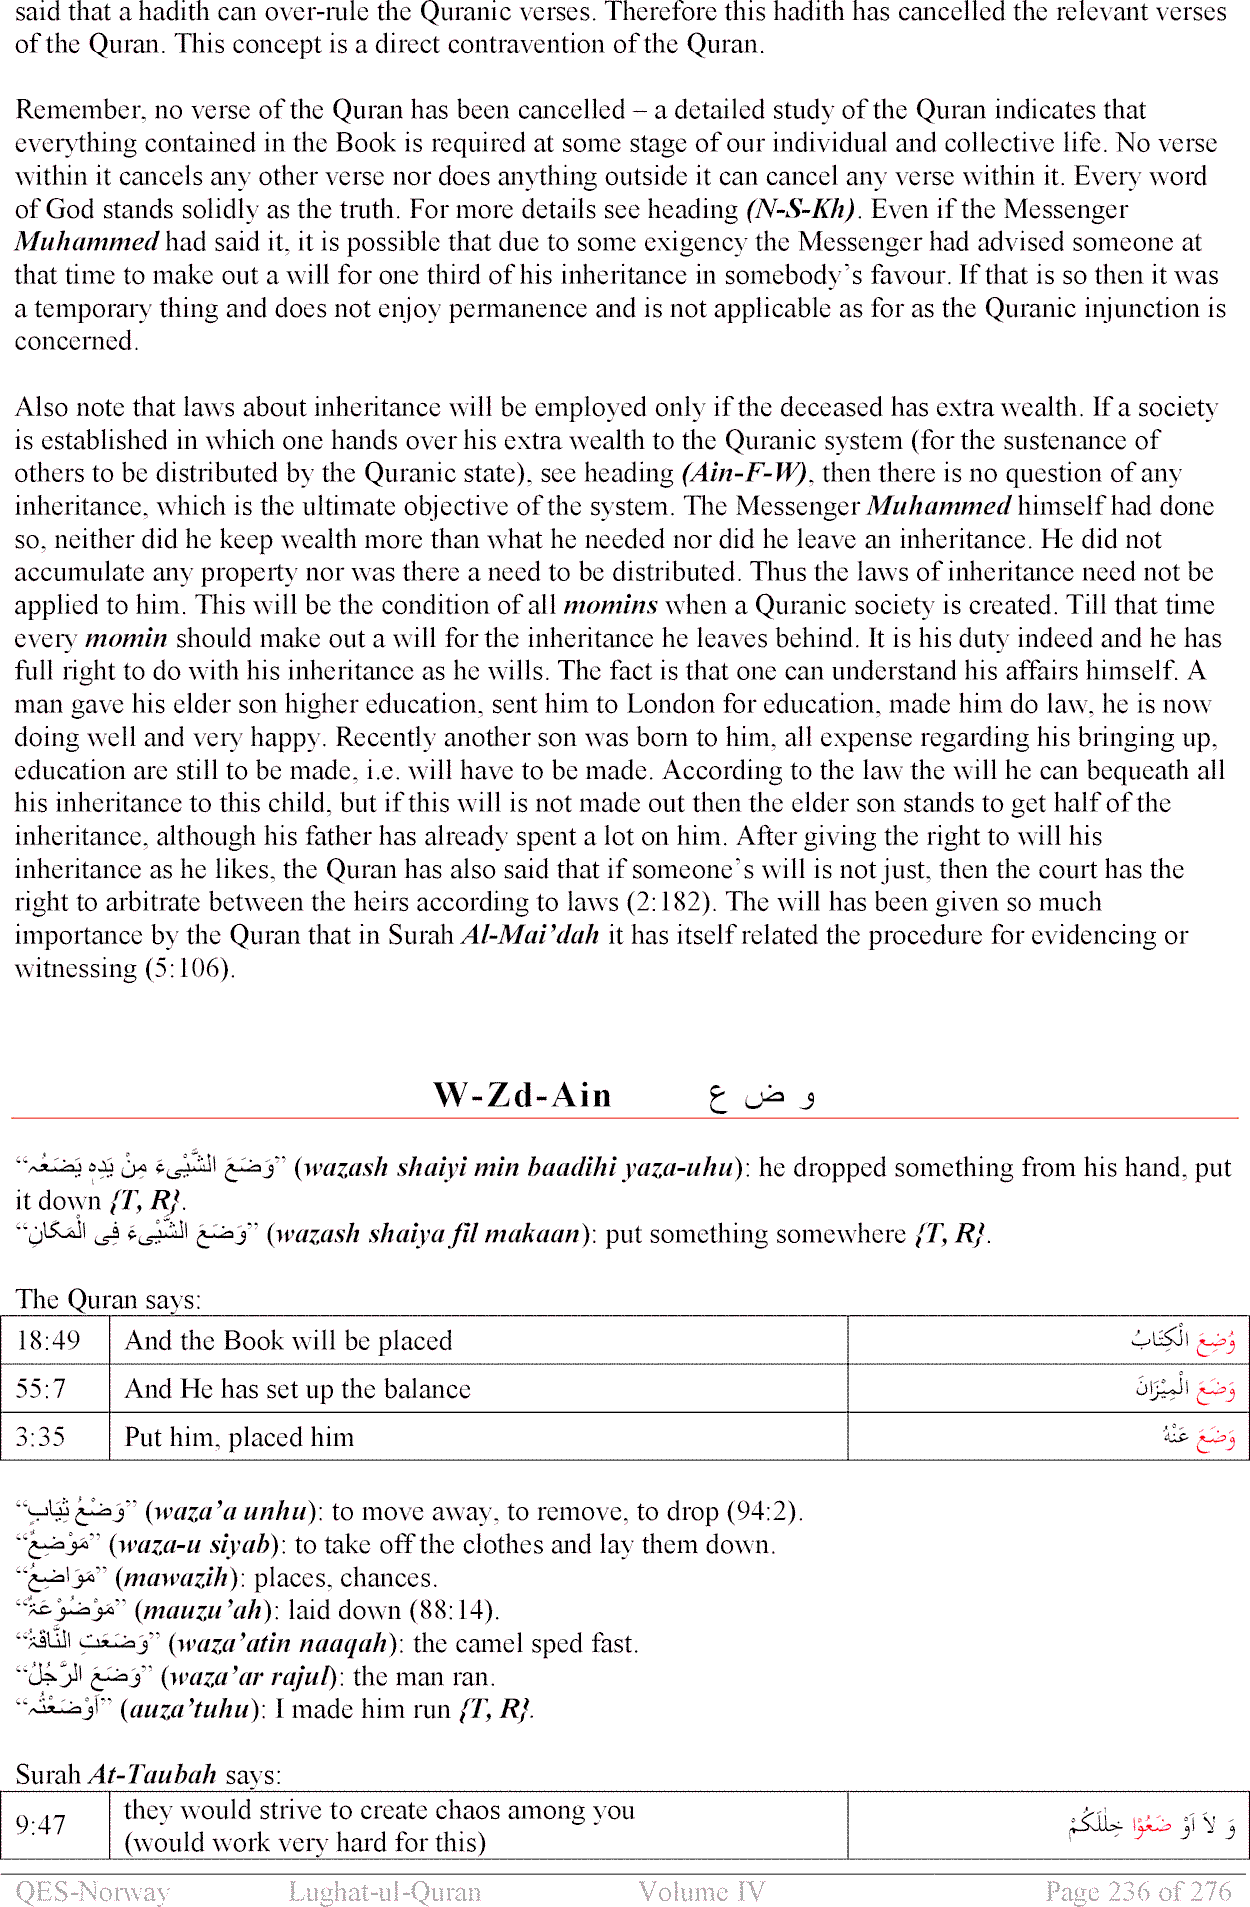 said that a hadith can over-rule the Quranic verses. Therefore this hadith has cancelled the relevant verses
of the Quran. This concept is a direct contravention of the Quran.
Remember, no verse of the Quran has been cancelled – a detailed study of the Quran indicates that
everything contained in the Book is required at some stage of our individual and collective life. No verse
within it cancels any other verse nor does anything outside it can cancel any verse within it. Every word
of God stands solidly as the truth. For more details see heading (N-S-Kh). Even if the Messenger
Muhammed had said it, it is possible that due to some exigency the Messenger had advised someone at
that time to make out a will for one third of his inheritance in somebody's favour. If that is so then it was
a temporary thing and does not enjoy permanence and is not applicable as for as the Quranic injunction is
concerned.
Also note that laws about inheritance will be employed only if the deceased has extra wealth. If a society
is established in which one hands over his extra wealth to the Quranic system (for the sustenance of
others to be distributed by the Quranic state), see heading (Ain-F-W), then there is no question of any
inheritance, which is the ultimate objective of the system. The Messenger Muhammed himself had done
so, neither did he keep wealth more than what he needed nor did he leave an inheritance. He did not
accumulate any property nor was there a need to be distributed. Thus the laws of inheritance need not be
applied to him. This will be the condition of all momins when a Quranic society is created. Till that time
every momin should make out a will for the inheritance he leaves behind. It is his duty indeed and he has
full right to do with his inheritance as he wills. The fact is that one can understand his affairs himself. A
man gave his elder son higher education, sent him to London for education, made him do law, he is now
doing well and very happy. Recently another son was born to him, all expense regarding his bringing up,
education are still to be made, i.e. will have to be made. According to the law the will he can bequeath all
his inheritance to this child, but if this will is not made out then the elder son stands to get half of the
inheritance, although his father has already spent a lot on him. After giving the right to will his
inheritance as he likes, the Quran has also said that if someone's will is not just, then the court has the
right to arbitrate between the heirs according to laws (2:182). The will has been given so much
importance by the Quran that in Surah Al-Mai'dah it has itself related the procedure for evidencing or
witnessing (5:106).
W-Zd-Ain و ض ع
“وَضَعَ الشَّیْیءَ مِنْ یَدِہٖ یَضَعُہ” (wazash shaiyi min baadihi yaza-uhu): he dropped something from his hand, put
it down {T, R}.
“وَضَعَ الشَّیْیءَ فِی الْمَکَانِ” (wazash shaiya fil makaan): put something somewhere {T, R}.
The Quran says:
18:49 And the Book will be placed وُضِعَ الْكِتَابُ
55:7 And He has set up the balance وَضَعَ الْمِيْزَانَ
3:35 Put him, placed him وَضَعَ عَنْهُ
“وَضْعُ ثِیَابٍ” (waza'a unhu): to move away, to remove, to drop (94:2).
“مَوْضِعٌ” (waza-u siyab): to take off the clothes and lay them down.
“مَوَاضِعُ” (mawazih): places, chances.
“مَوْضُوْعَۃٌ” (mauzu'ah): laid down (88:14).
“وَضَعَتِ النَّاقَۃُ” (waza'atin naaqah): the camel sped fast.
“وَضَعَ الرَّجُلُ” (waza'ar rajul): the man ran.
“اَوْضَعْتُہ” (auza'tuhu): I made him run {T, R}.
Surah At-Taubah says:
9:47 they would strive to create chaos among you وَ لاَ اَوْ ضَعُوْا خِلٰلَكُمْ
(would work very hard for this)
QES-Norway Lughat-ul-Quran Volume IV Page 236 of 276